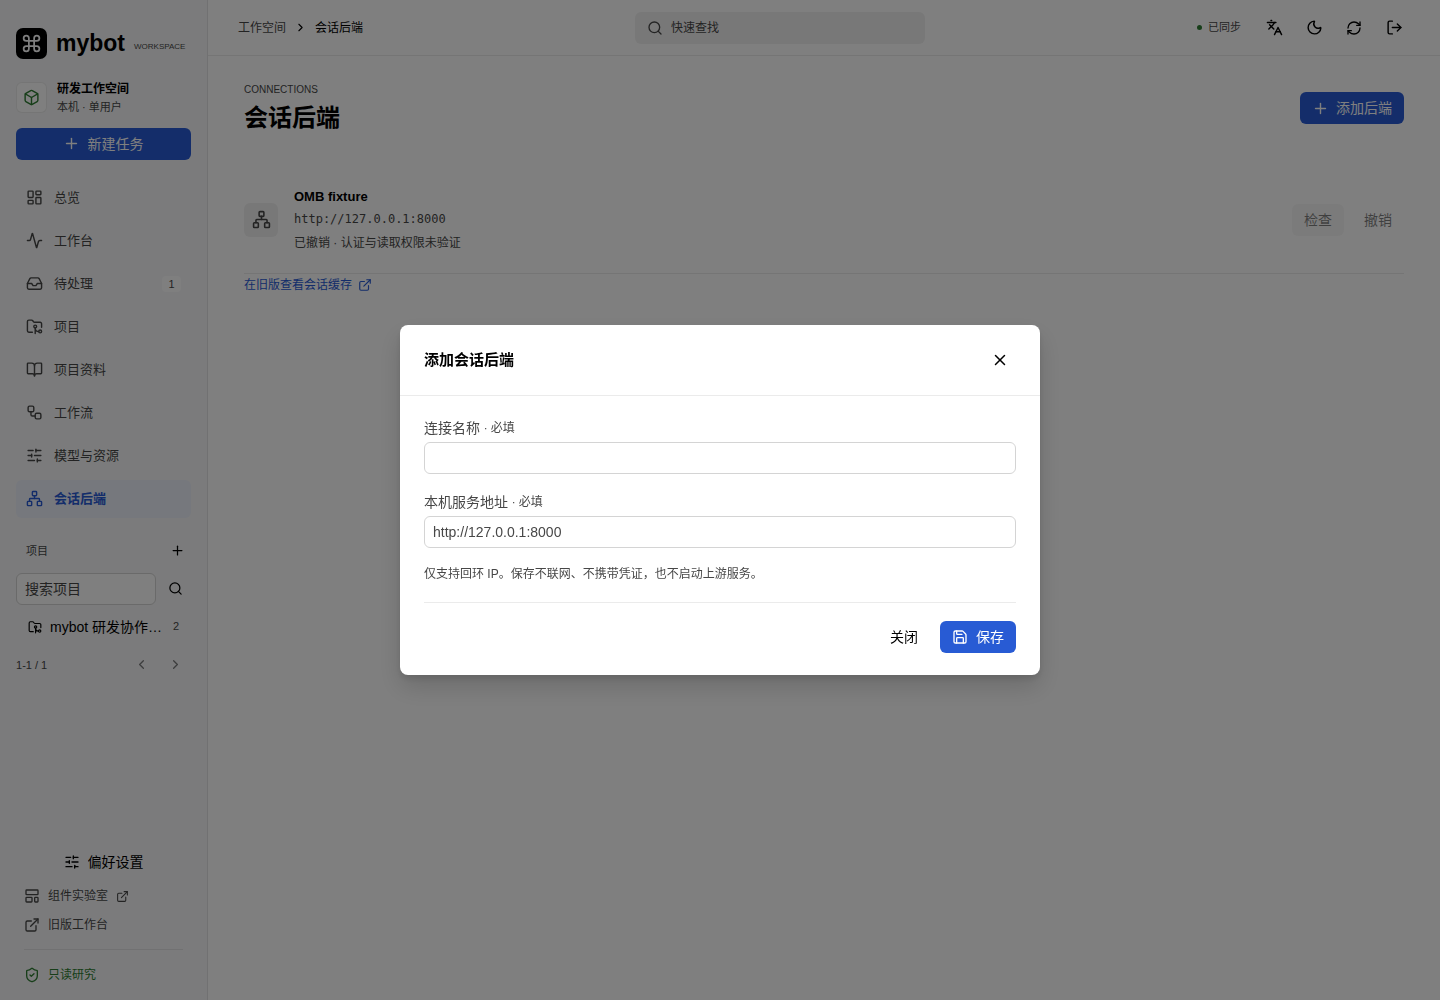 mybot WORKSPACE
研发工作空间
本机 · 单用户
新建任务
总览
工作台
待处理 1
项目
项目资料
工作流
模型与资源
会话后端
项目
搜索项目
mybot 研发协作… 2
1-1 / 1
偏好设置
组件实验室
旧版工作台
只读研究
工作空间 会话后端
快速查找
已同步
CONNECTIONS
会话后端
添加后端
OMB fixture
http://127.0.0.1:8000
已撤销 · 认证与读取权限未验证
检查 撤销
在旧版查看会话缓存
添加会话后端
连接名称 · 必填
本机服务地址 · 必填
http://127.0.0.1:8000
仅支持回环 IP。保存不联网、不携带凭证，也不启动上游服务。
关闭 保存